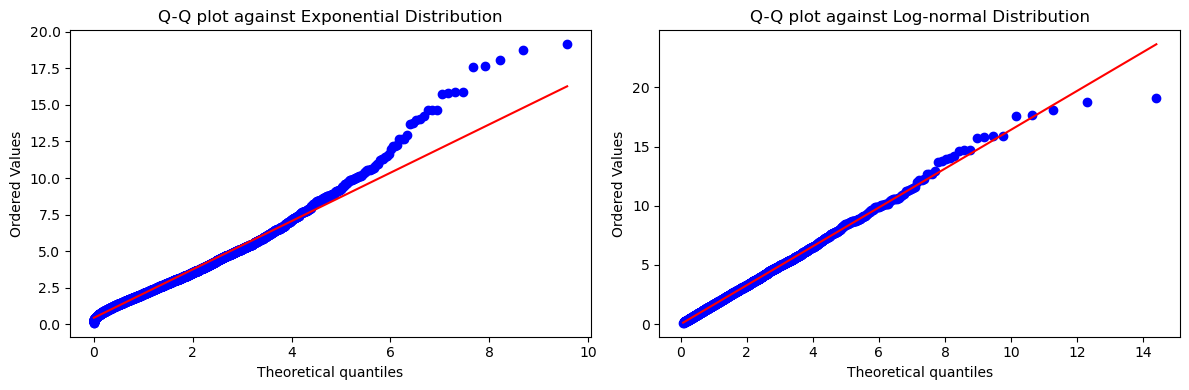 Q-Q plot against Exponential Distribution
20.0
17.5
15.0
12.5
10.0
7.5
5.0
2.5
0.0
Ordered Values
0 2 4 6 8 10
Theoretical quantiles
Q-Q plot against Log-normal Distribution
20
15
10
5
0
Ordered Values
0 2 4 6 8 10 12 14
Theoretical quantiles